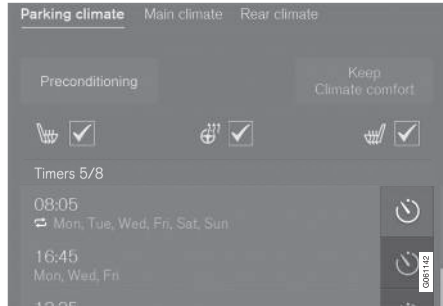 Parking climate Main climate Rear climate
Preconditioning
Keep
Climate comfort
Timers 5/8
08:05
Mon, Tue, Wed, Fri, Sat, Sun
16:45
Mon, Wed, Fri
G061142